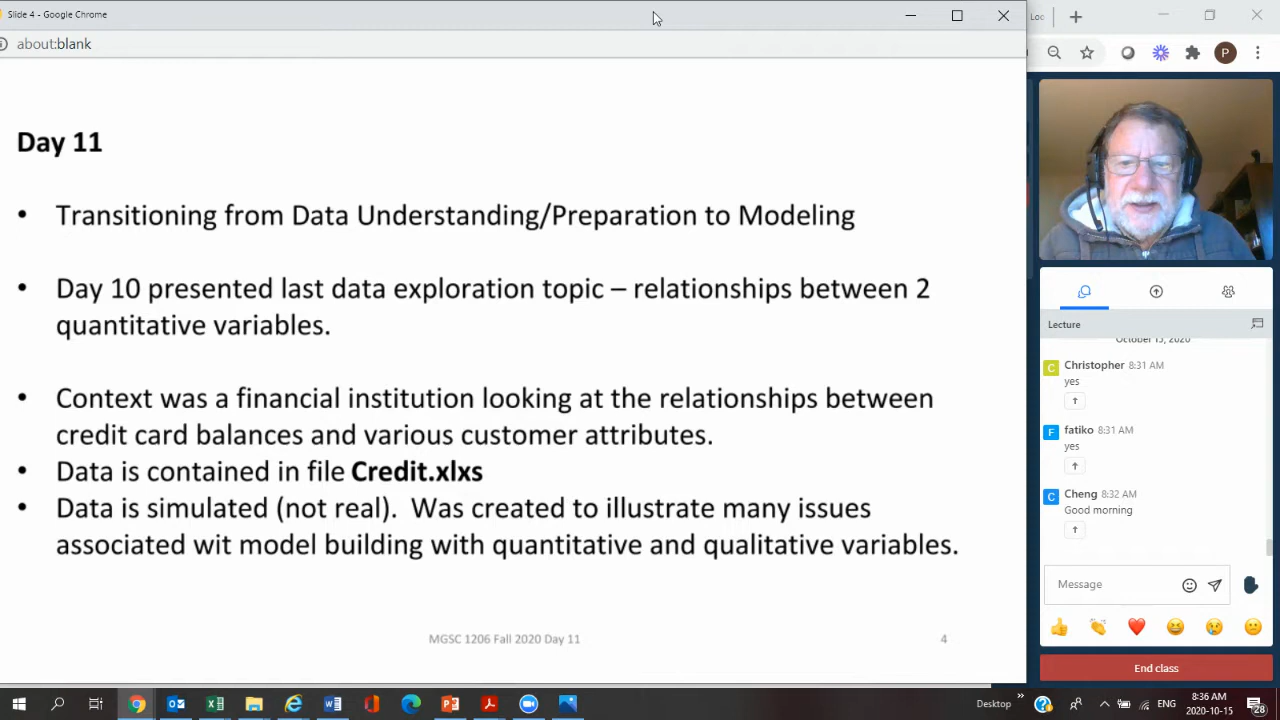 Slide 4 - Google Chrome
about:blank
Day 11
• Transitioning from Data Understanding/Preparation to Modeling
• Day 10 presented last data exploration topic – relationships between 2
quantitative variables.
• Context was a financial institution looking at the relationships between
credit card balances and various customer attributes.
• Data is contained in file Credit.xlxs
• Data is simulated (not real). Was created to illustrate many issues
associated wit model building with quantitative and qualitative variables.
MGSC 1206 Fall 2020 Day 11
4
P
Lecture
October 15, 2020
C
Christopher 8:31 AM
yes
F
fatiko 8:31 AM
yes
C
Cheng 8:32 AM
Good morning
Message
End class
Desktop
ENG
8:36 AM
2020-10-15
28